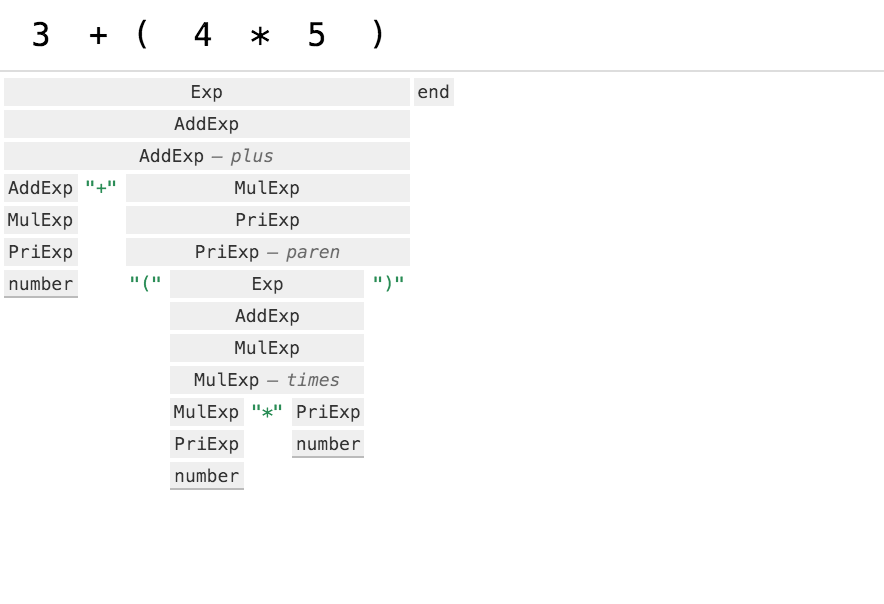 3 + ( 4 * 5 )
Exp end
AddExp
AddExp – plus
AddExp "+" MulExp
MulExp PriExp
PriExp PriExp – paren
number "(" Exp ")"
AddExp
MulExp
MulExp – times
MulExp "*" PriExp
PriExp number
number